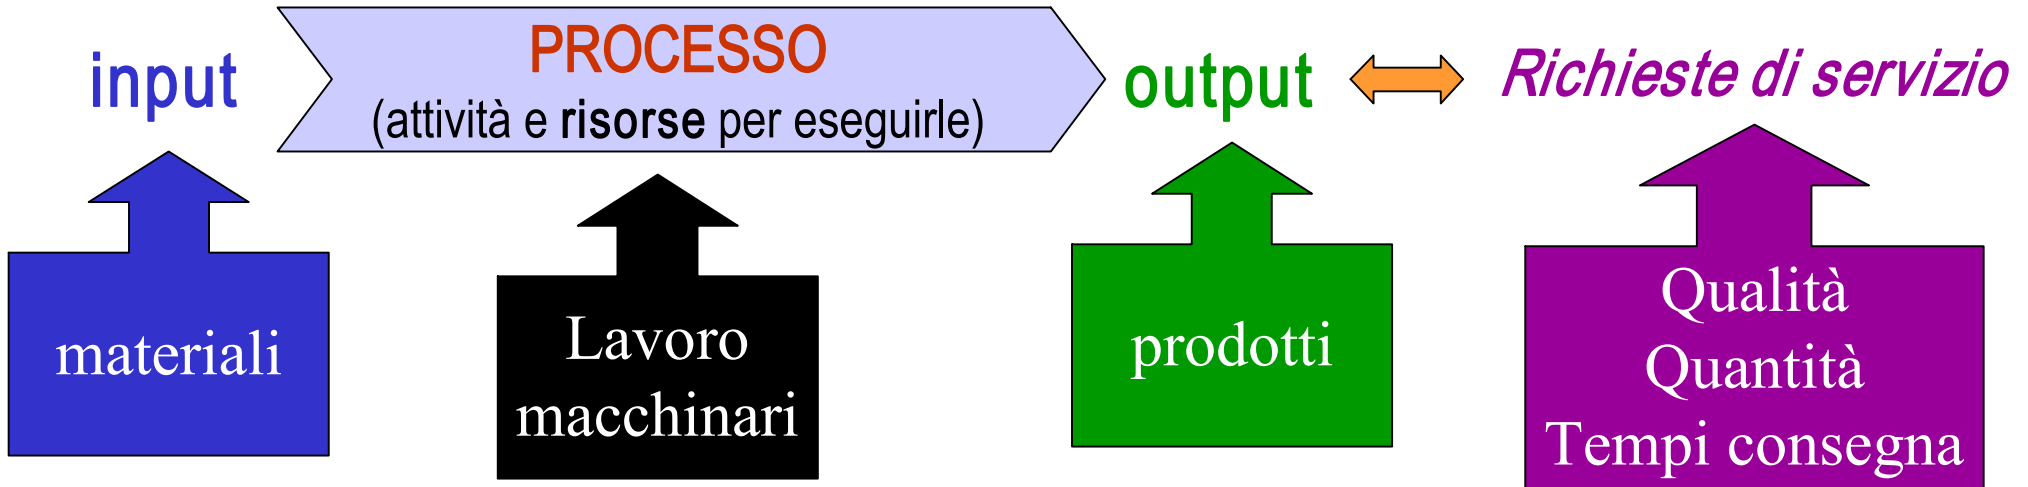 input
PROCESSO
(attività e risorse per eseguirle)
output
Richieste di servizio
materiali
Lavoro
macchinari
prodotti
Qualità
Quantità
Tempi consegna